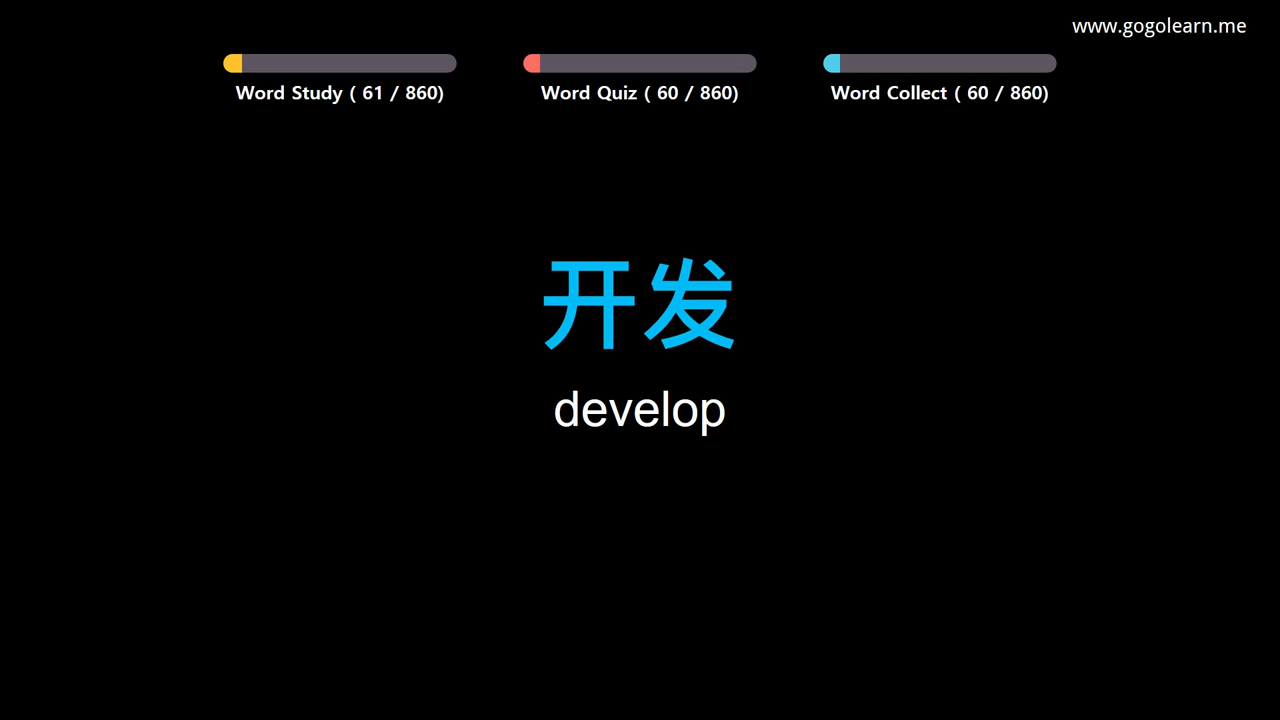 www.gogolearn.me
Word Study ( 61 / 860)
Word Quiz ( 60 / 860)
Word Collect ( 60 / 860)
开发
develop